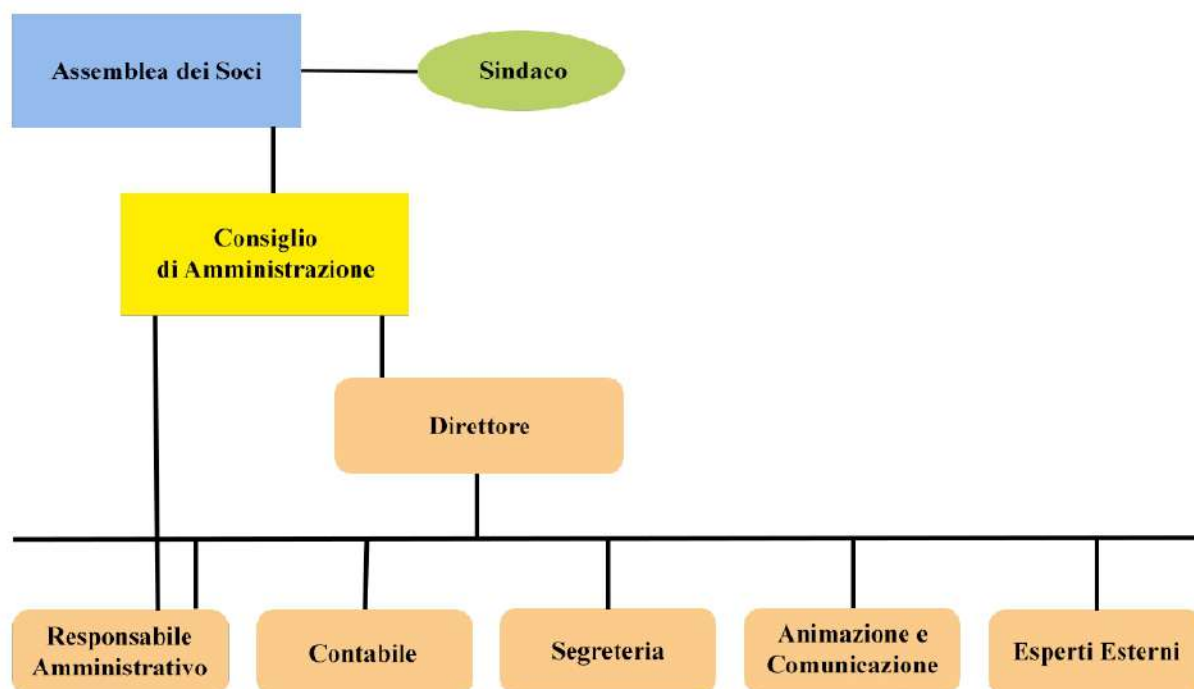 Assemblea dei Soci
Sindaco
Consiglio
di Amministrazione
Direttore
Responsabile
Amministrativo
Contabile
Segreteria
Animazione e
Comunicazione
Esperti Esterni